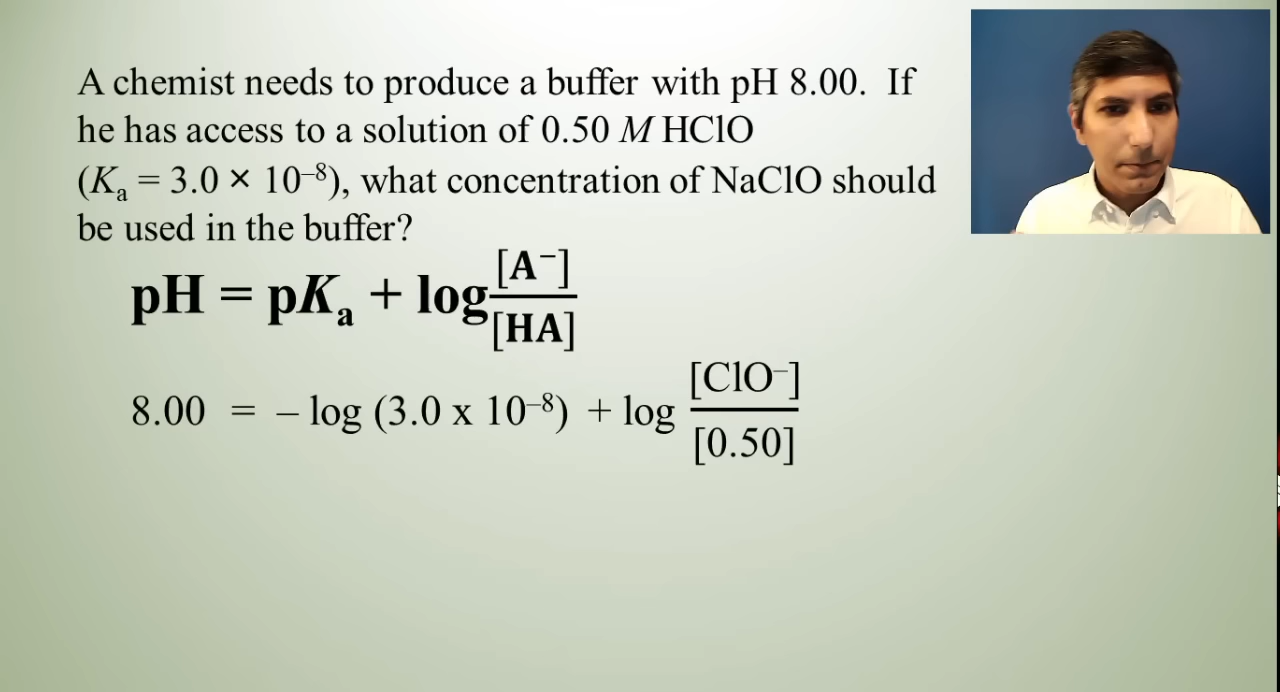 A chemist needs to produce a buffer with pH 8.00. If
he has access to a solution of 0.50 M HClO
(Kₐ = 3.0 × 10⁻⁸), what concentration of NaClO should
be used in the buffer?
pH = pKₐ + log [A⁻] / [HA]
8.00 = – log (3.0 x 10⁻⁸) + log [ClO⁻] / [0.50]